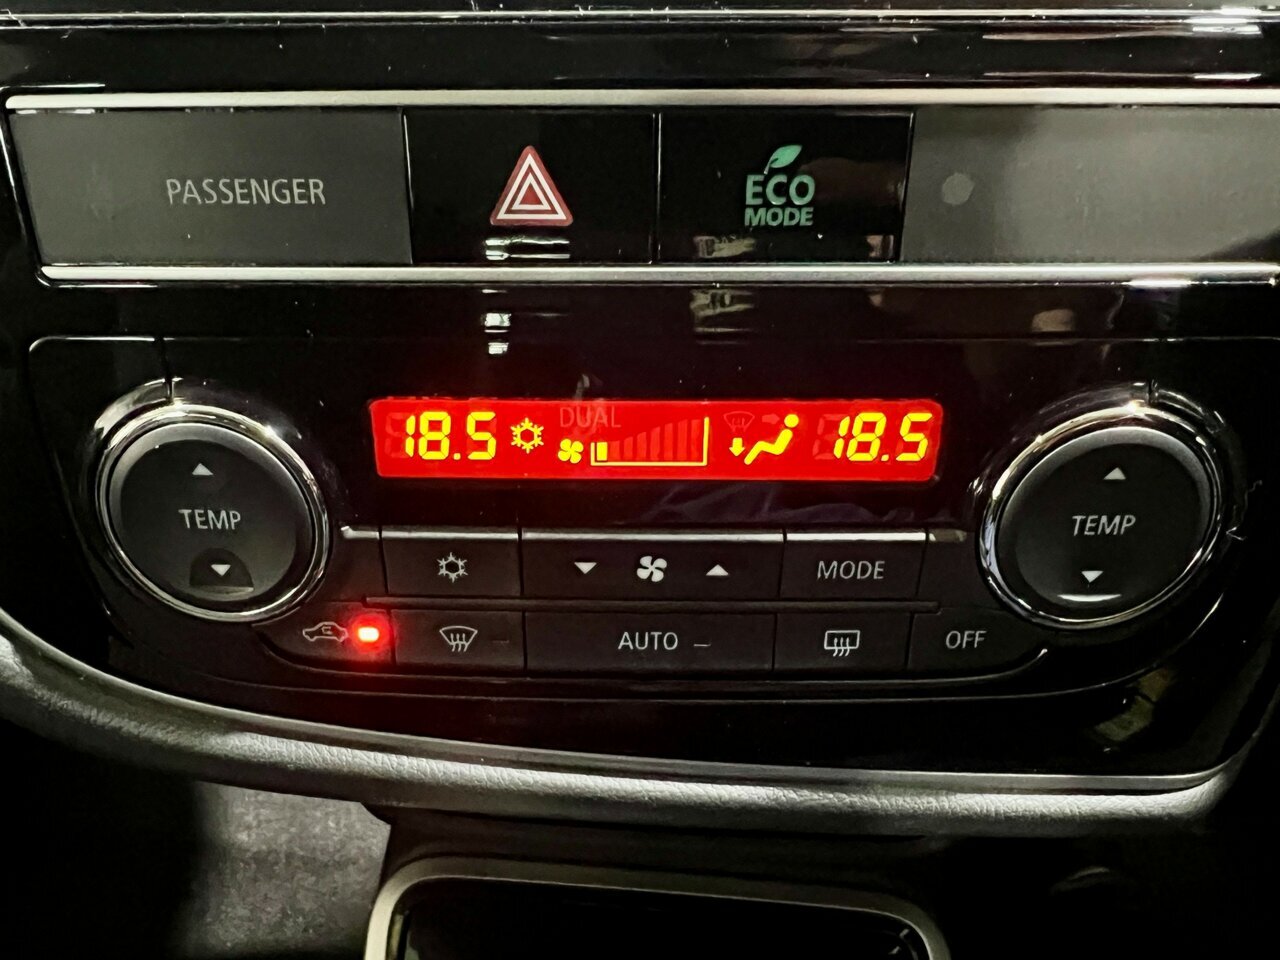 PASSENGER
ECO
MODE
DUAL
18.5
18.5
TEMP
TEMP
MODE
AUTO
OFF